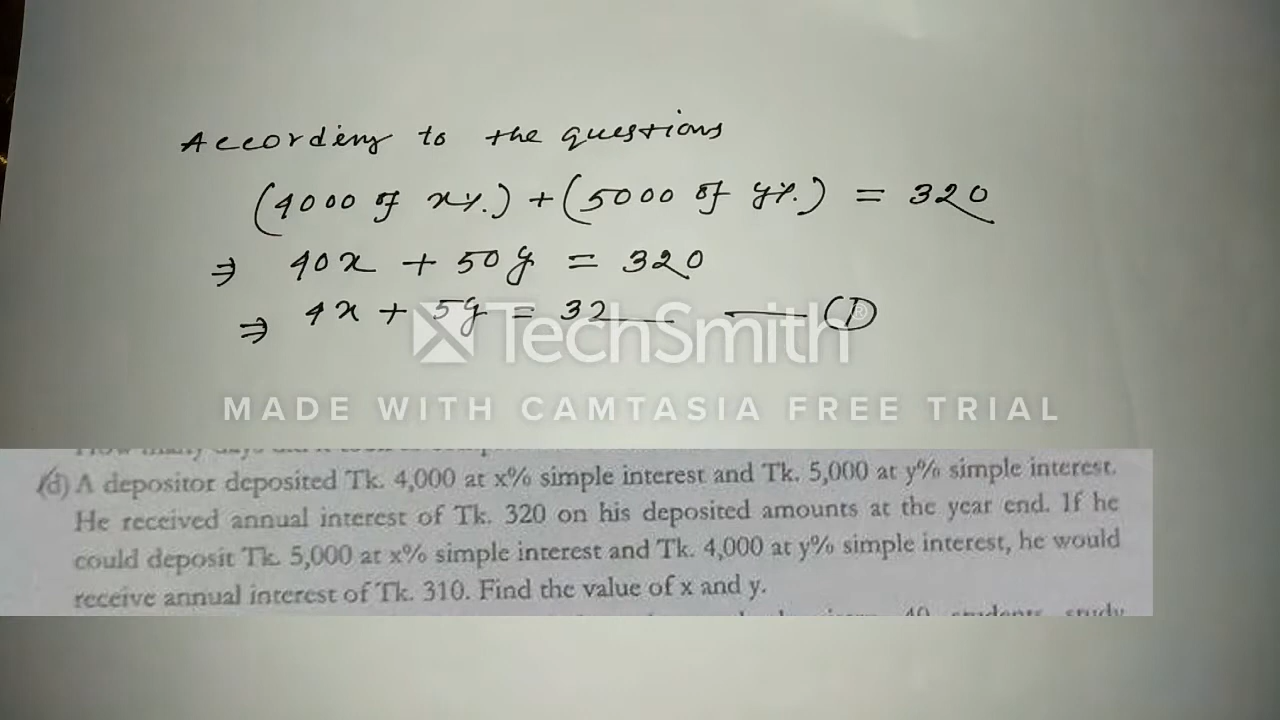 According to the questions
(4000 of x%) + (5000 of y%) = 320
⇒ 40x + 50y = 320
⇒ 4x + 5y = 32 —— ①
TechSmith®
MADE WITH CAMTASIA FREE TRIAL
(d) A depositor deposited Tk. 4,000 at x% simple interest and Tk. 5,000 at y% simple interest.
He received annual interest of Tk. 320 on his deposited amounts at the year end. If he
could deposit Tk. 5,000 at x% simple interest and Tk. 4,000 at y% simple interest, he would
receive annual interest of Tk. 310. Find the value of x and y.
40 students study